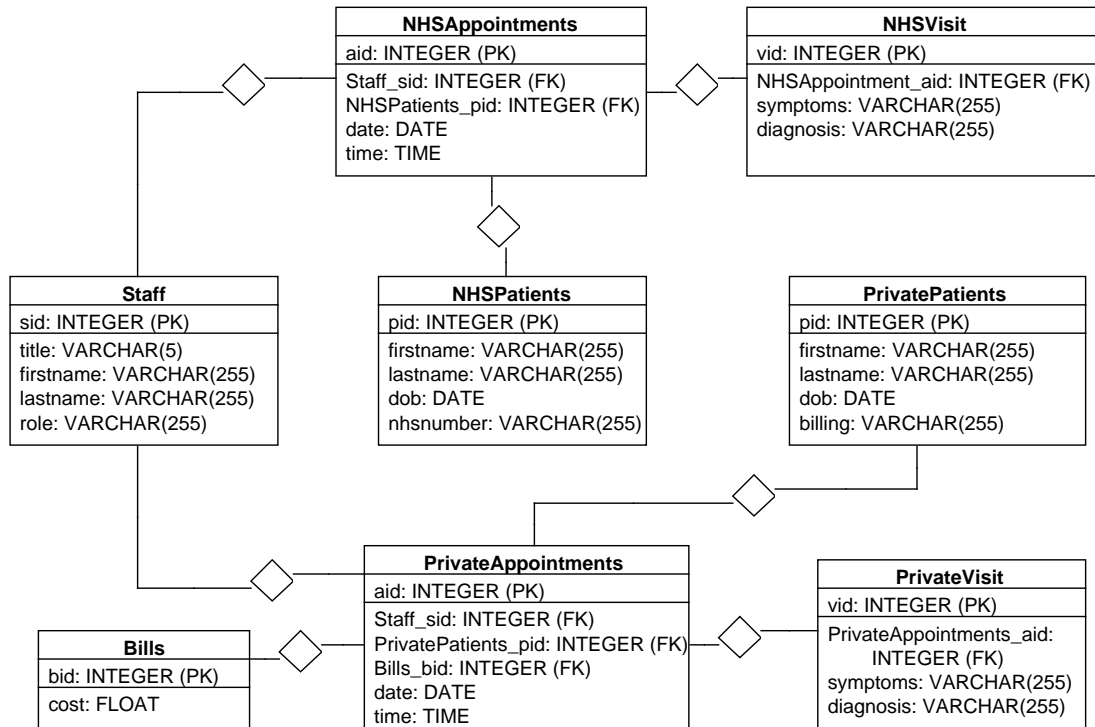 NHSAppointments
aid: INTEGER (PK)
Staff_sid: INTEGER (FK)
NHSPatients_pid: INTEGER (FK)
date: DATE
time: TIME
NHSVisit
vid: INTEGER (PK)
NHSAppointment_aid: INTEGER (FK)
symptoms: VARCHAR(255)
diagnosis: VARCHAR(255)
Staff
sid: INTEGER (PK)
title: VARCHAR(5)
firstname: VARCHAR(255)
lastname: VARCHAR(255)
role: VARCHAR(255)
NHSPatients
pid: INTEGER (PK)
firstname: VARCHAR(255)
lastname: VARCHAR(255)
dob: DATE
nhsnumber: VARCHAR(255)
PrivatePatients
pid: INTEGER (PK)
firstname: VARCHAR(255)
lastname: VARCHAR(255)
dob: DATE
billing: VARCHAR(255)
Bills
bid: INTEGER (PK)
cost: FLOAT
PrivateAppointments
aid: INTEGER (PK)
Staff_sid: INTEGER (FK)
PrivatePatients_pid: INTEGER (FK)
Bills_bid: INTEGER (FK)
date: DATE
time: TIME
PrivateVisit
vid: INTEGER (PK)
PrivateAppointments_aid:
INTEGER (FK)
symptoms: VARCHAR(255)
diagnosis: VARCHAR(255)